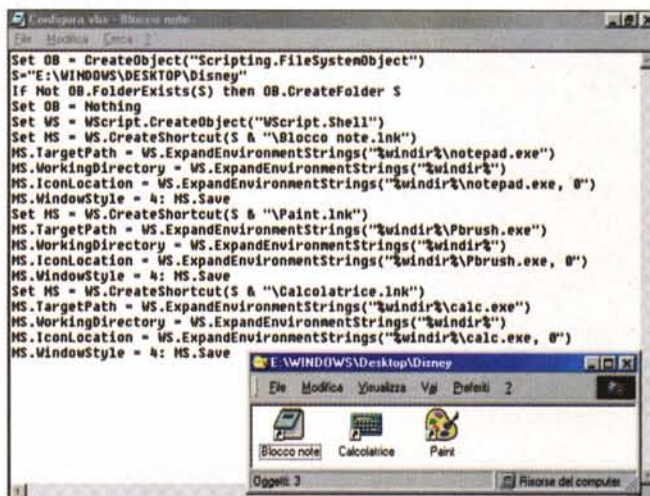 Configura vbs - Blocco note
File Modifica Cerca ?
Set OB = CreateObject("Scripting.FileSystemObject")
S="E:\WINDOWS\DESKTOP\Disney"
If Not OB.FolderExists(S) then OB.CreateFolder S
Set OB = Nothing
Set WS = WScript.CreateObject("WScript.Shell")
Set MS = WS.CreateShortcut(S & "\Blocco note.lnk")
MS.TargetPath = WS.ExpandEnvironmentStrings("%windir%\notepad.exe")
MS.WorkingDirectory = WS.ExpandEnvironmentStrings("%windir%")
MS.IconLocation = WS.ExpandEnvironmentStrings("%windir%\notepad.exe, 0")
MS.WindowStyle = 4: MS.Save
Set MS = WS.CreateShortcut(S & "\Paint.lnk")
MS.TargetPath = WS.ExpandEnvironmentStrings("%windir%\Pbrush.exe")
MS.WorkingDirectory = WS.ExpandEnvironmentStrings("%windir%")
MS.IconLocation = WS.ExpandEnvironmentStrings("%windir%\Pbrush.exe, 0")
MS.WindowStyle = 4: MS.Save
Set MS = WS.CreateShortcut(S & "\Calcolatrice.lnk")
MS.TargetPath = WS.ExpandEnvironmentStrings("%windir%\calc.exe")
MS.WorkingDirectory = WS.ExpandEnvironmentStrings("%windir%")
MS.IconLocation = WS.ExpandEnvironmentStrings("%windir%\calc.exe, 0")
MS.WindowStyle = 4: MS.Save
E:\WINDOWS\Desktop\Disney
File Modifica Visualizza Vai Preferiti ?
Blocco note Calcolatrice Paint
Oggetti: 3 Risorse del computer